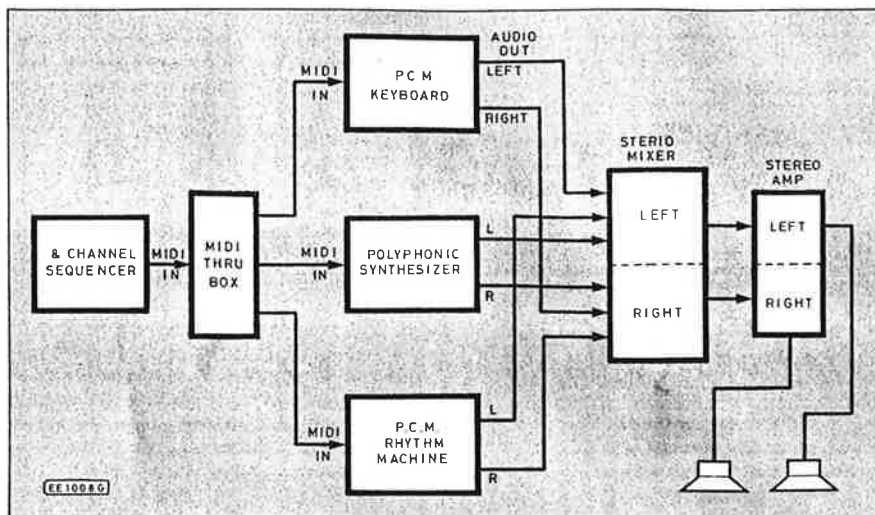 AUDIO
OUT
LEFT
MIDI
IN
P C M
KEYBOARD
RIGHT
STERIO
MIXER
STEREO
AMP
& CHANNEL
SEQUENCER
MIDI
IN
MIDI
THRU
BOX
MIDI
IN
POLYPHONIC
SYNTHESIZER
L
R
LEFT
RIGHT
LEFT
RIGHT
MIDI
IN
P.C.M.
RHYTHM
MACHINE
L
R
EE1008G